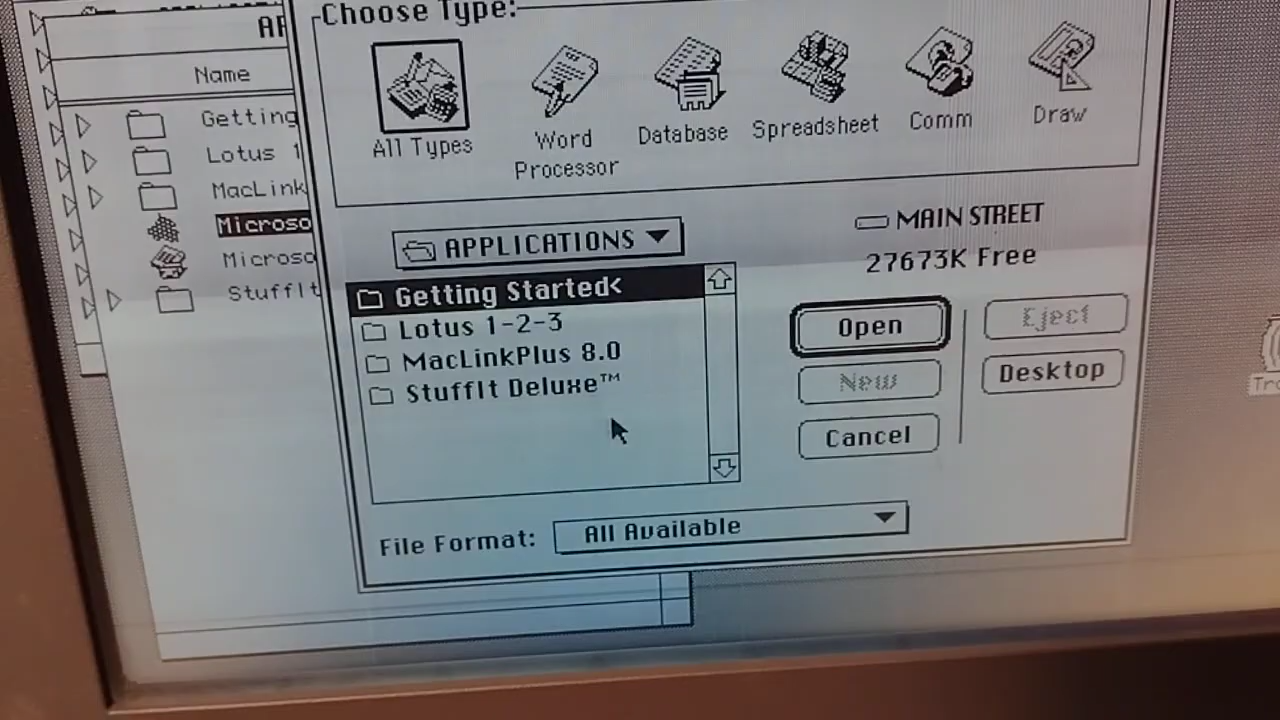 Choose Type:
AP
Name
Getting
Lotus 1
MacLink
Microso
Microso
StuffIt
All Types
Word
Processor
Database
Spreadsheet
Comm
Draw
APPLICATIONS
MAIN STREET
27673K Free
Getting Started<
Lotus 1-2-3
MacLinkPlus 8.0
StuffIt Deluxe™
Open
Eject
New
Desktop
Cancel
File Format:
All Available